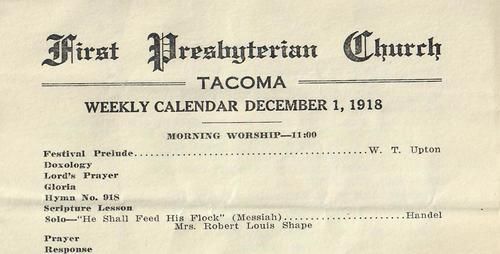 First Presbyterian Church
TACOMA
WEEKLY CALENDAR DECEMBER 1, 1918
MORNING WORSHIP—11:00
Festival Prelude..................................................W. T. Upton
Doxology
Lord's Prayer
Gloria
Hymn No. 918
Scripture Lesson
Solo—"He Shall Feed His Flock" (Messiah)..........................Handel
Mrs. Robert Louis Shape
Prayer
Response